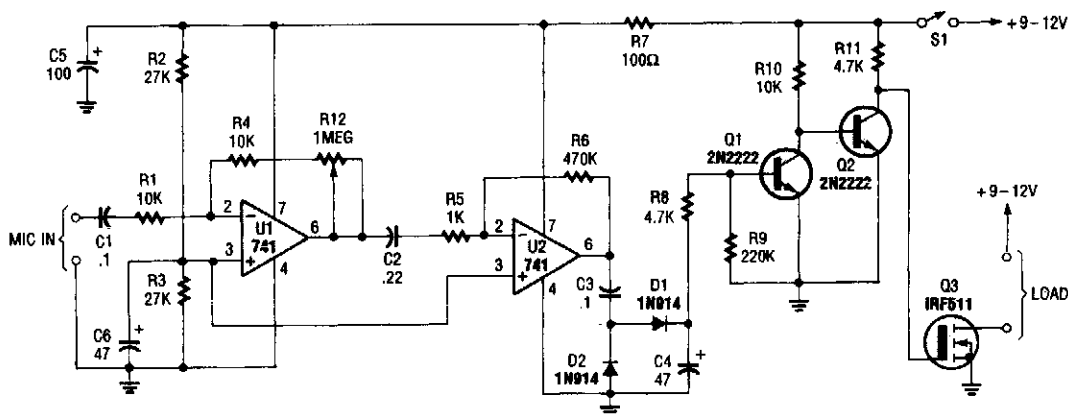 C5
100
R2
27K
R7
100Ω
R10
10K
R11
4.7K
S1
+9-12V
R4
10K
R12
1MEG
R6
470K
Q1
2N2222
Q2
2N2222
R1
10K
MIC IN
C1
.1
2
3
7
6
4
U1
741
C2
.22
R5
1K
2
3
7
6
4
U2
741
R8
4.7K
R9
220K
+9-12V
LOAD
R3
27K
C6
47
+
C3
.1
D1
1N914
D2
1N914
C4
47
+
Q3
IRF511